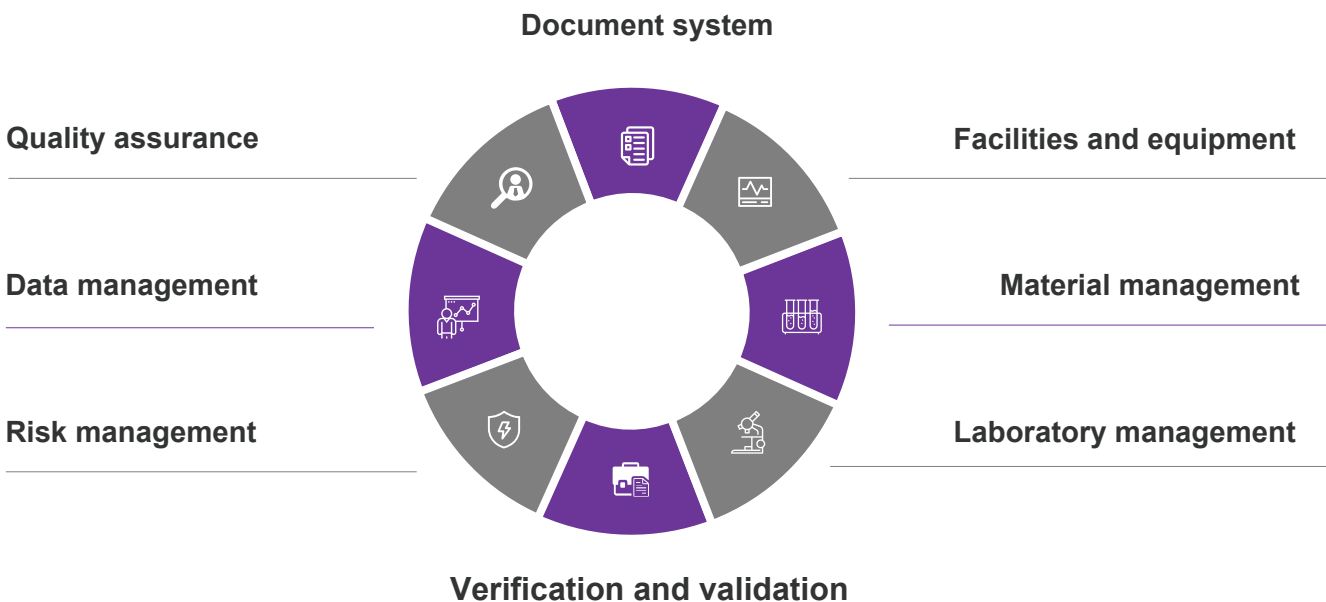 Document system
Quality assurance
Facilities and equipment
Data management
Material management
Risk management
Laboratory management
Verification and validation